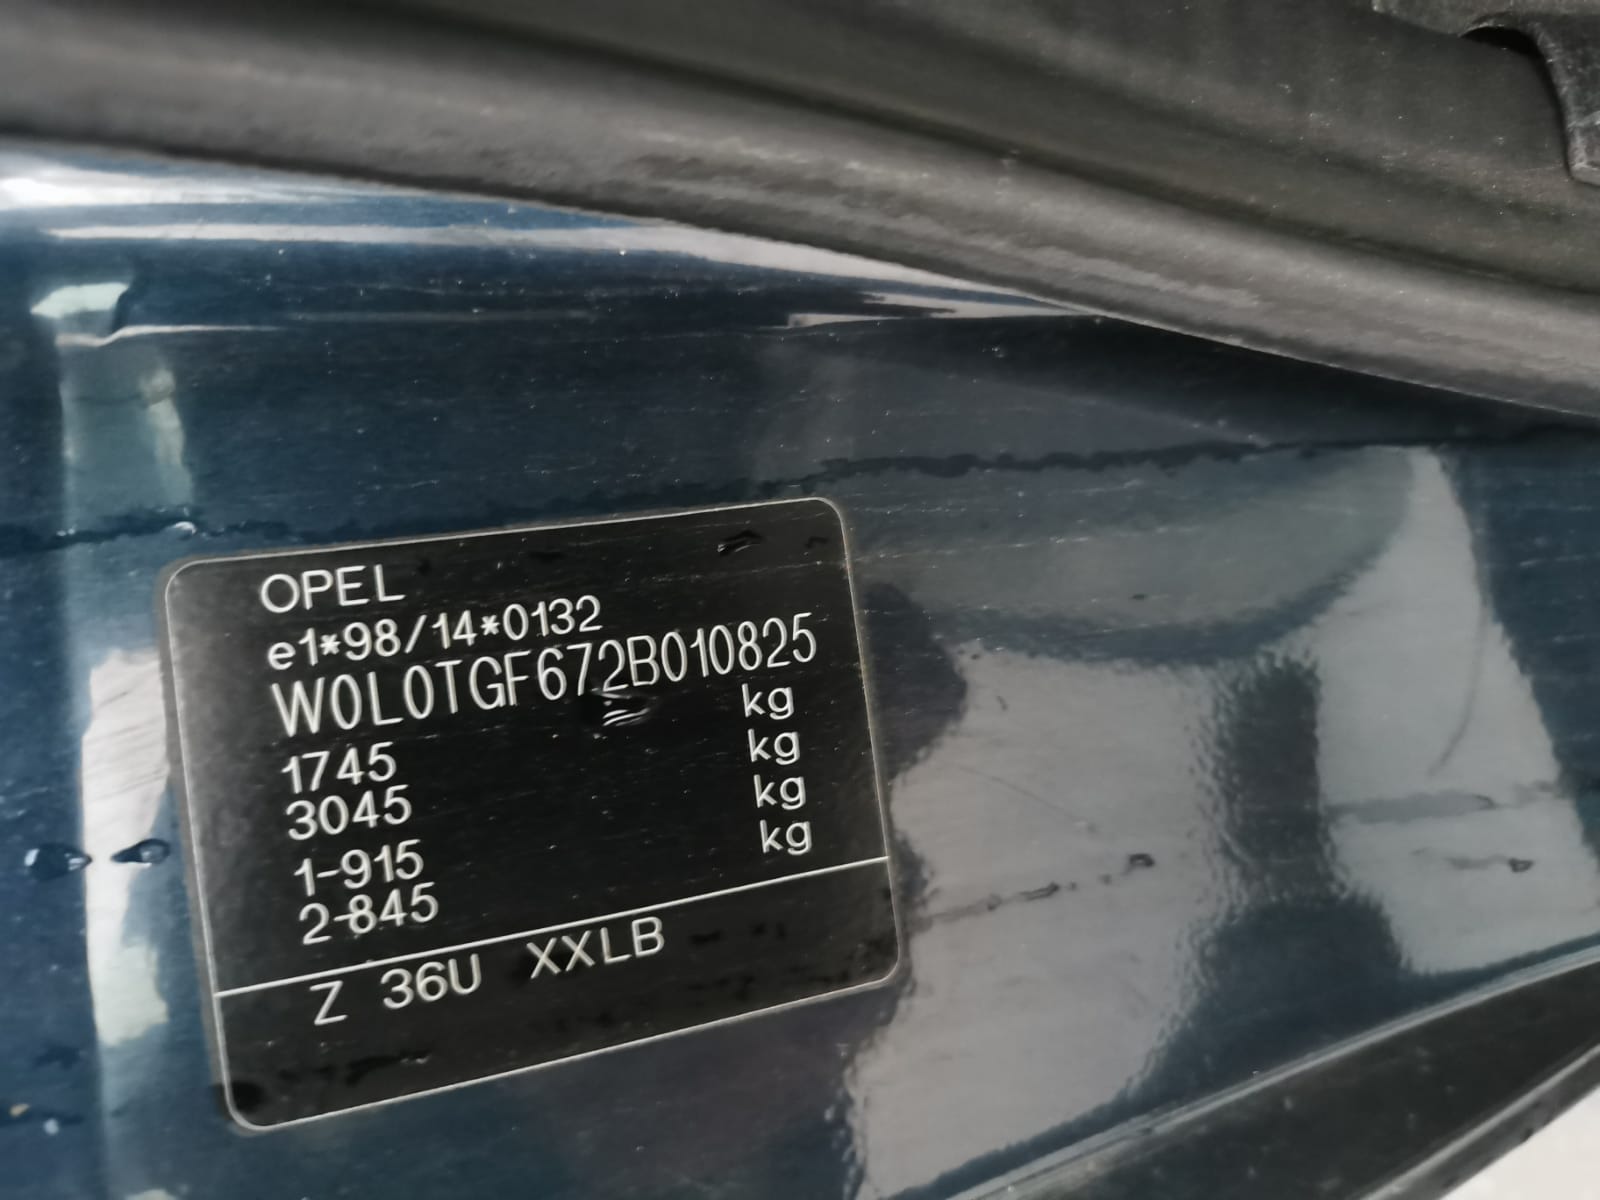 OPEL
e1*98/14*0132
W0L0TGF672B010825
1745 kg
3045 kg
1-915 kg
2-845 kg
Z 36U XXLB